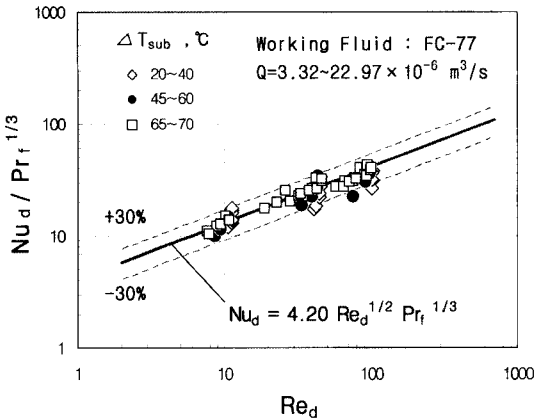 1000
△T_sub , ℃
◇ 20~40
● 45~60
□ 65~70
Working Fluid : FC-77
Q=3.32~22.97×10^-6 m^3/s
Nu_d / Pr_f^1/3
100
10
1
+30%
-30%
Nu_d = 4.20 Re_d^1/2 Pr_f^1/3
1 10 100 1000
Re_d